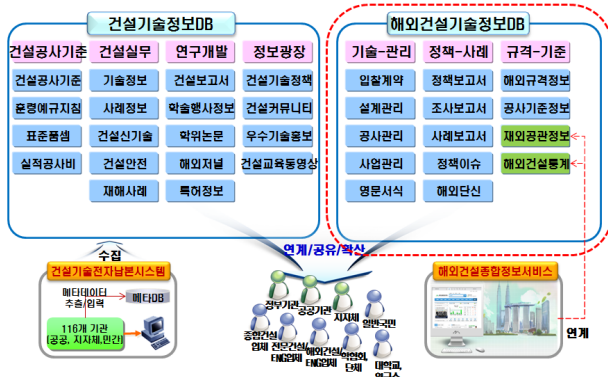 건설기술정보DB
건설공사기준 건설실무 연구개발 정보광장
건설공사기준 기술정보 건설보고서 건설기술정책
훈령예규지침 사례정보 학술행사정보 건설커뮤니티
표준품셈 건설신기술 학위논문 우수기술홍보
실적공사비 건설안전 해외저널 건설교육동영상
재해사례 특허정보
해외건설기술정보DB
기술-관리 정책-사례 규격-기준
입찰계약 정책보고서 해외규격정보
설계관리 조사보고서 공사기준정보
공사관리 사례보고서 재외공관정보
사업관리 정책이슈 해외건설통계
영문서식 해외단신
수집
연계/공유/확산
건설기술전자납본시스템
메타데이터
추출/입력
메타DB
116개 기관
(공공, 지자체,민간)
정부기관
공공기관
지자체
일반국민
종합건설
업체
전문건설/
ENG업체
해외건설/
ENG업체
학협회,
단체
대학교,
연구소
해외건설종합정보서비스
연계